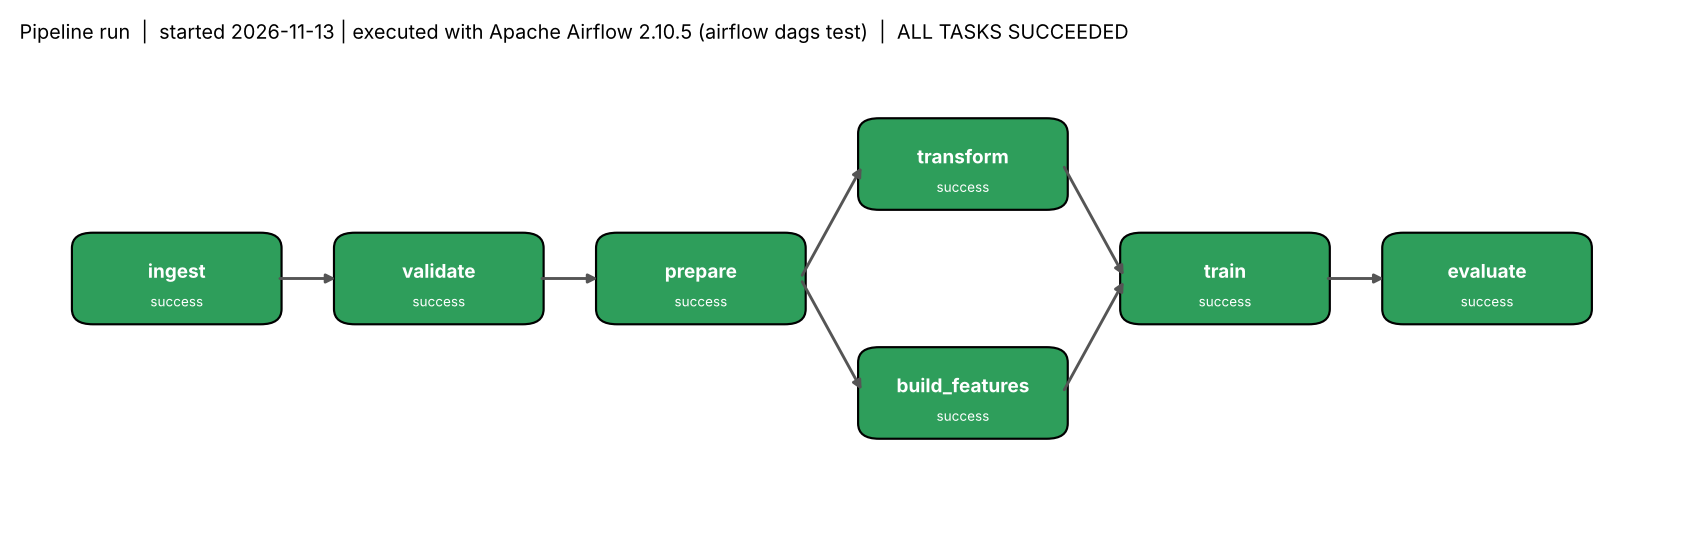 Pipeline run | started 2026-11-13 | executed with Apache Airflow 2.10.5 (airflow dags test) | ALL TASKS SUCCEEDED
ingest
success
validate
success
prepare
success
transform
success
build_features
success
train
success
evaluate
success